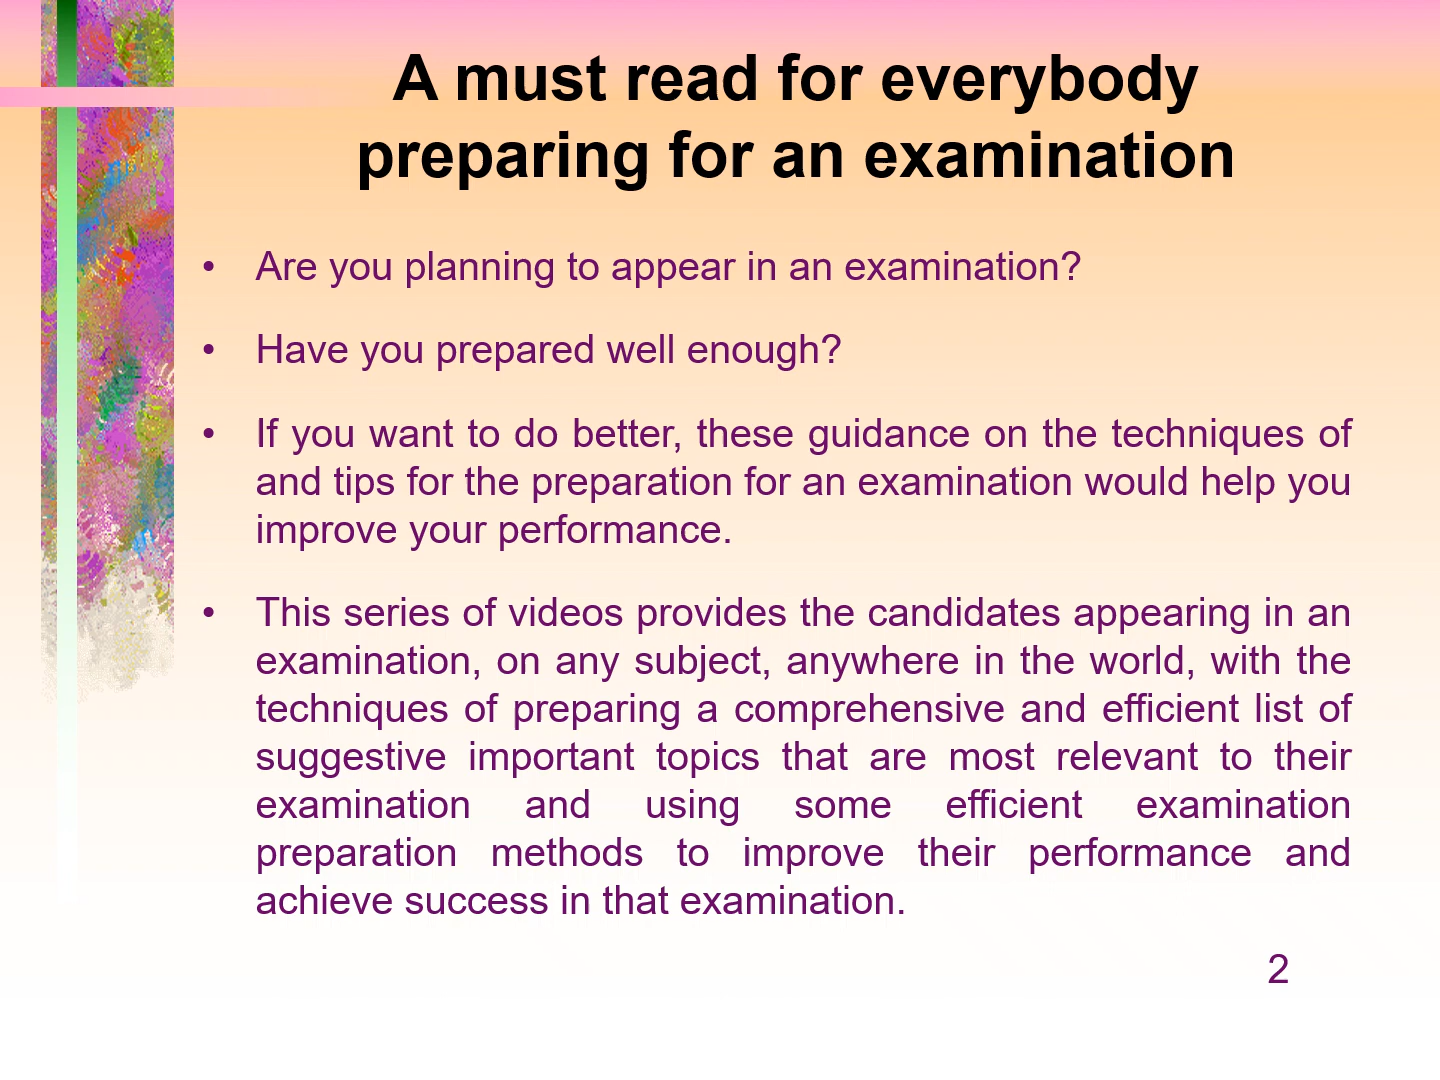 A must read for everybody
preparing for an examination
• Are you planning to appear in an examination?
• Have you prepared well enough?
• If you want to do better, these guidance on the techniques of
and tips for the preparation for an examination would help you
improve your performance.
• This series of videos provides the candidates appearing in an
examination, on any subject, anywhere in the world, with the
techniques of preparing a comprehensive and efficient list of
suggestive important topics that are most relevant to their
examination and using some efficient examination
preparation methods to improve their performance and
achieve success in that examination.
2